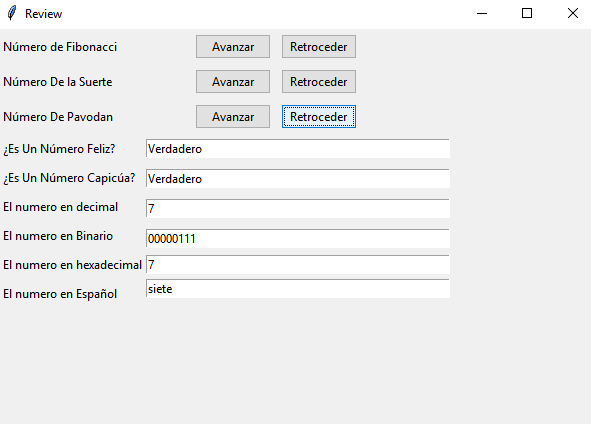 Review
Número de Fibonacci Avanzar Retroceder
Número De la Suerte Avanzar Retroceder
Número De Pavodan Avanzar Retroceder
¿Es Un Número Feliz? Verdadero
¿Es Un Número Capicúa? Verdadero
El numero en decimal 7
El numero en Binario 00000111
El numero en hexadecimal 7
El numero en Español siete